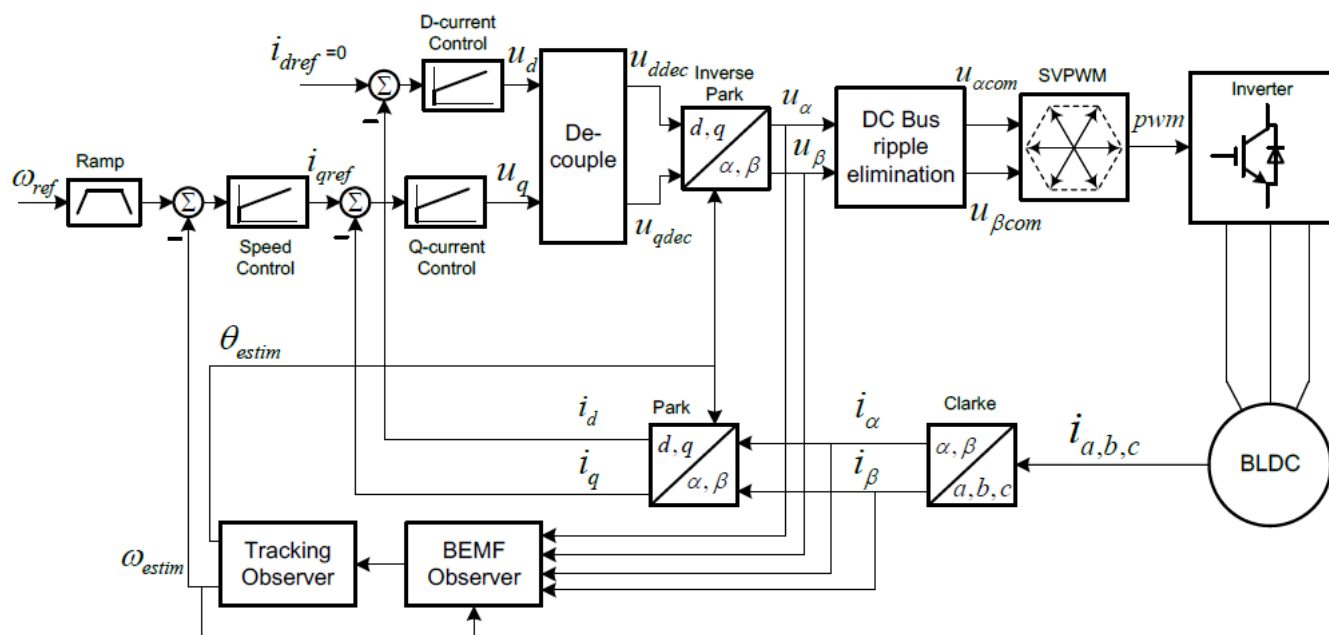 D-current
Control
i_dref =0
Σ
u_d
u_ddec
Inverse
Park
u_α
u_αcom
SVPWM
Inverter
De-
couple
d, q
α, β
DC Bus
ripple
elimination
pwm
Ramp
ω_ref
Σ
i_qref
Σ
u_q
u_β
Speed
Control
Q-current
Control
u_qdec
u_βcom
θ_estim
i_d
Park
i_α
Clarke
i_a,b,c
BLDC
i_q
d, q
α, β
i_β
α, β
a, b, c
ω_estim
Tracking
Observer
BEMF
Observer